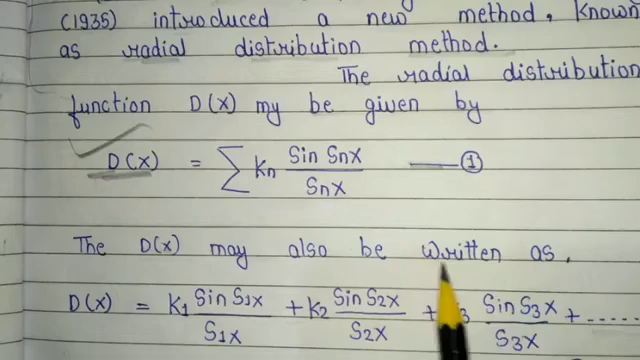 (1935) introduced a new method, Known
as radial distribution method.
The radial distribution
function D(x) my be given by
D(x) = ∑ Kn Sin Snx / Snx —— ①
The D(x) may also be written as,
D(x) = K1 Sin S1x / S1x + K2 Sin S2x / S2x + 3 Sin S3x / S3x + .....